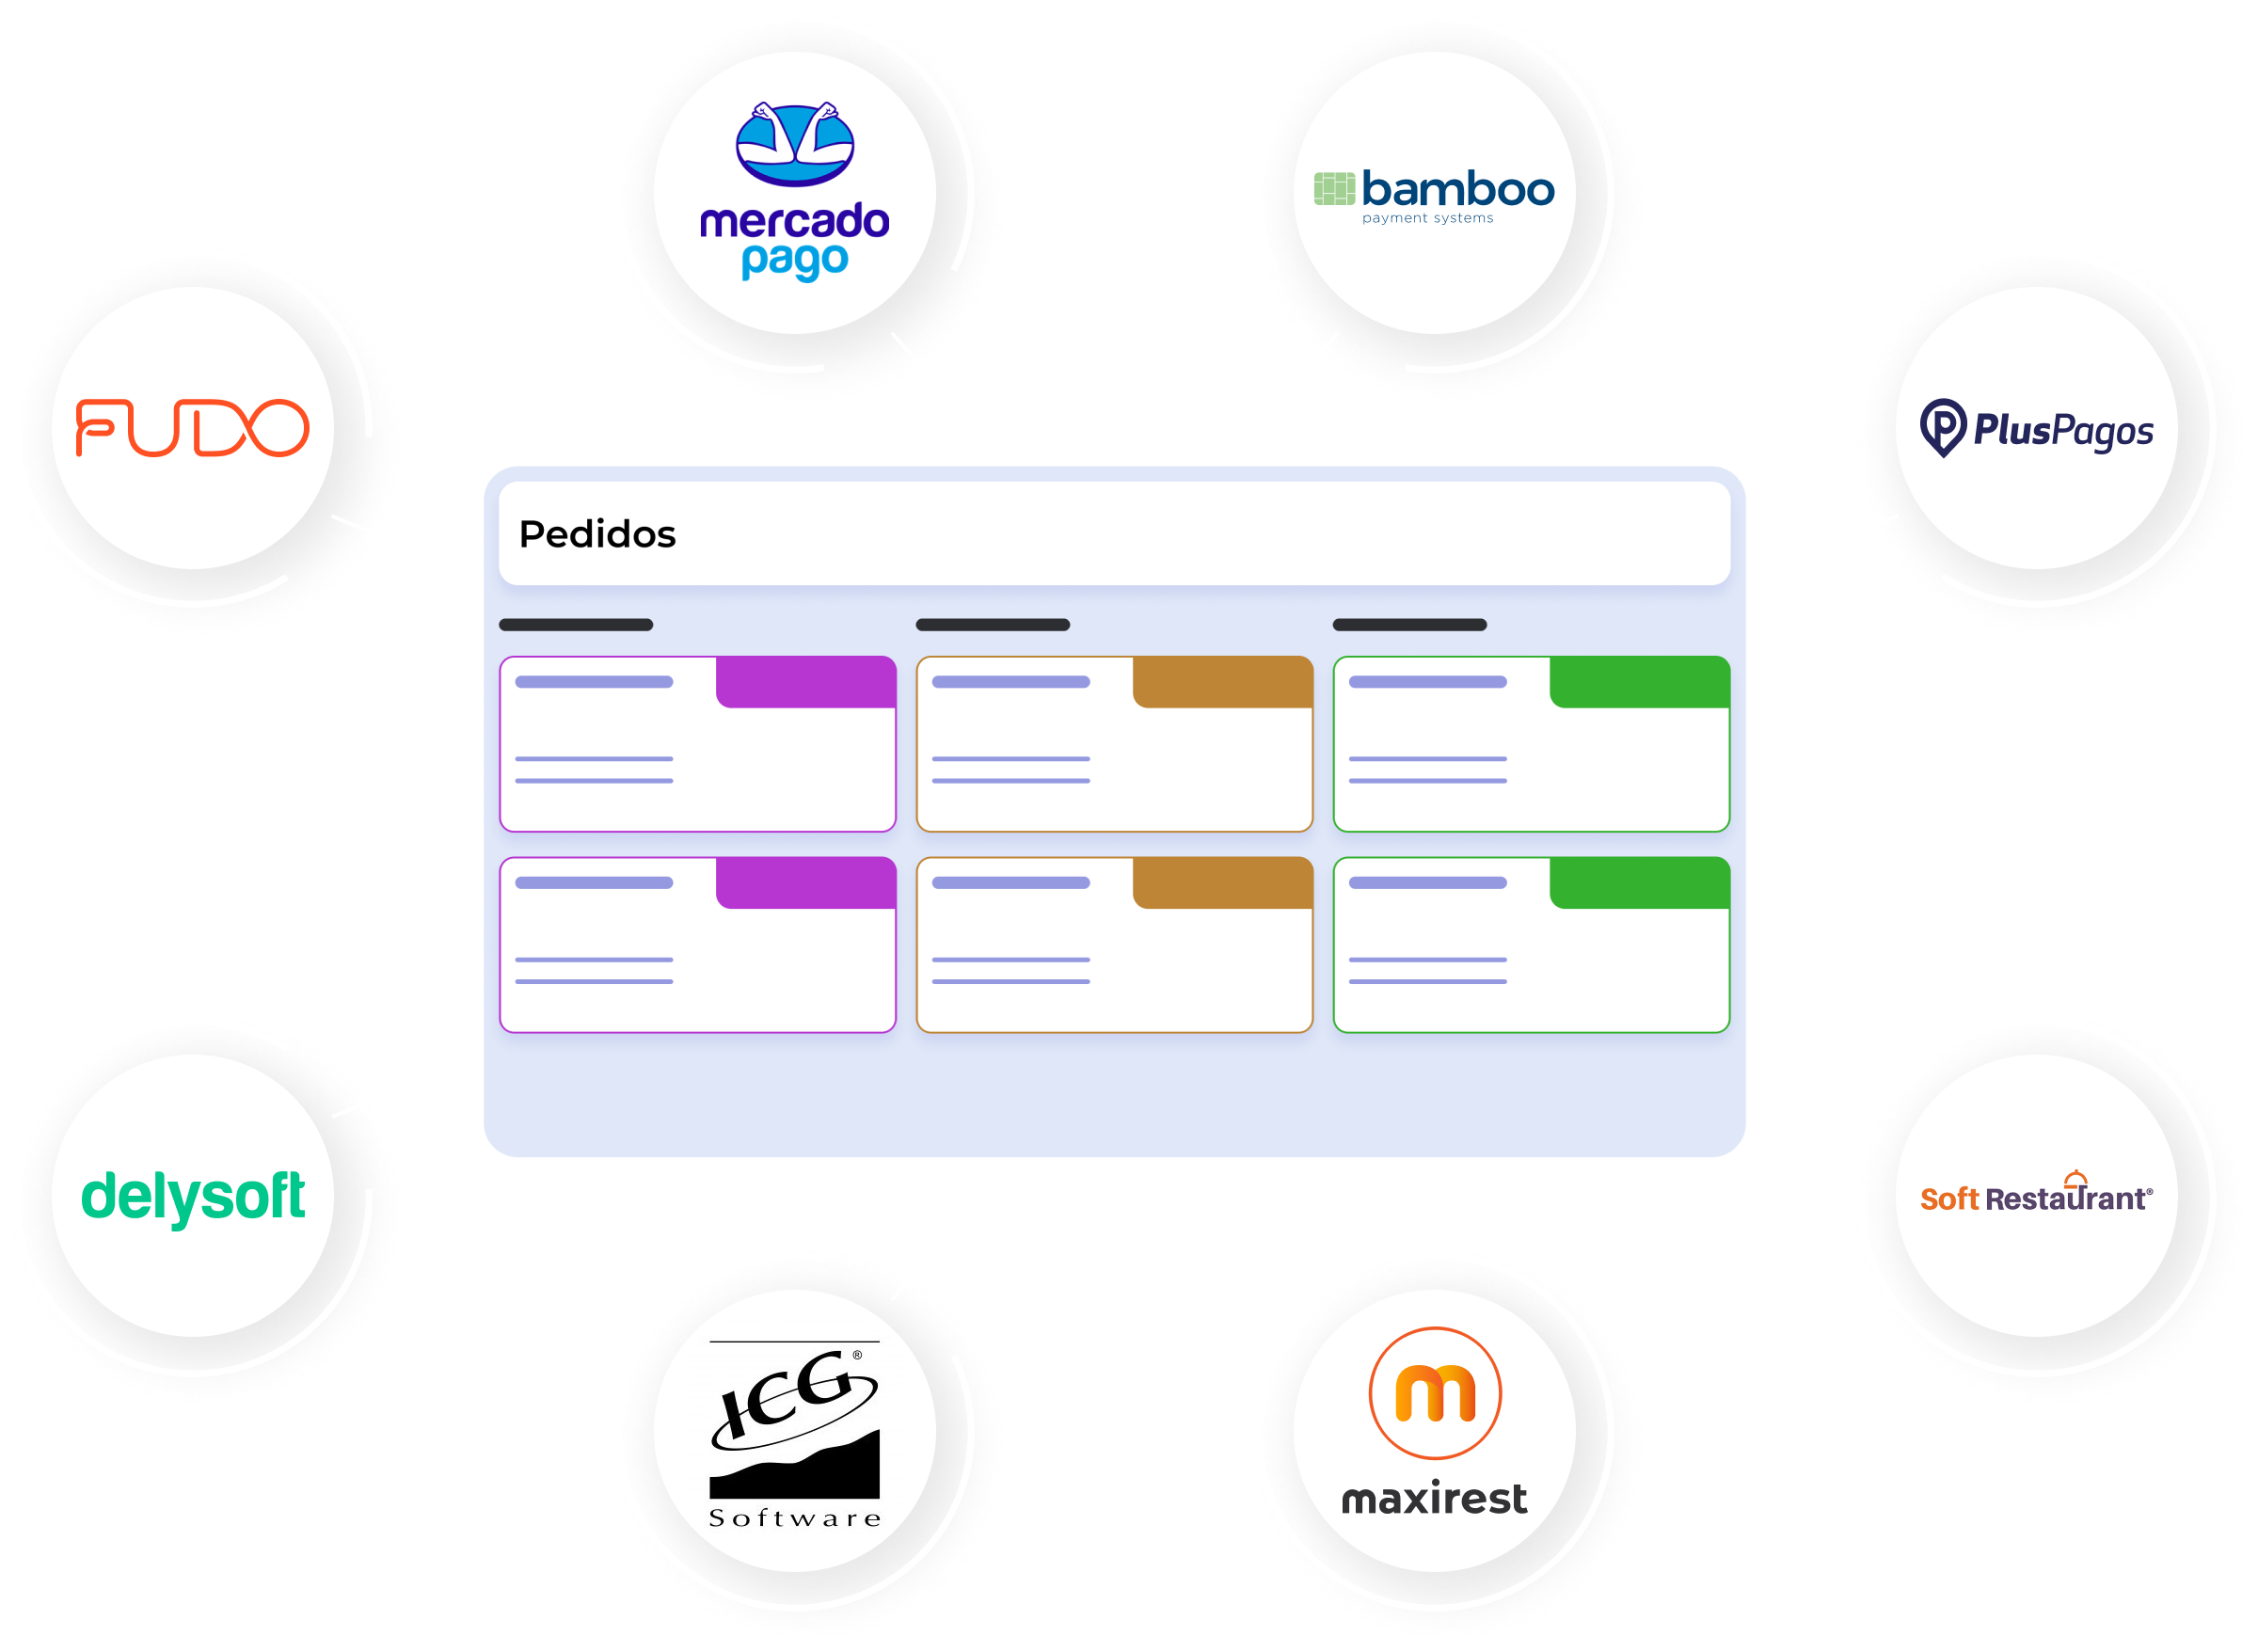 mercado
pago
bamboo
payment systems
FUDO
PlusPagos
Pedidos
delysoft
Soft Restaurant®
ICG®
Software
m
maxirest